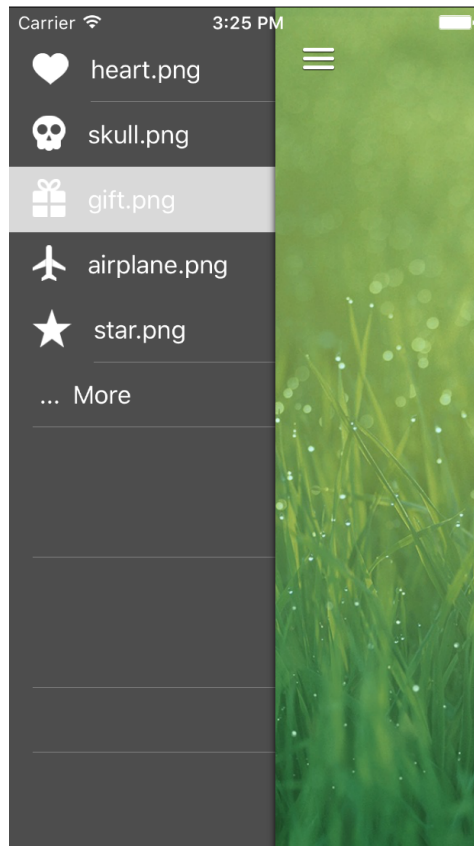 Carrier 3:25 PM
heart.png
skull.png
gift.png
airplane.png
star.png
... More